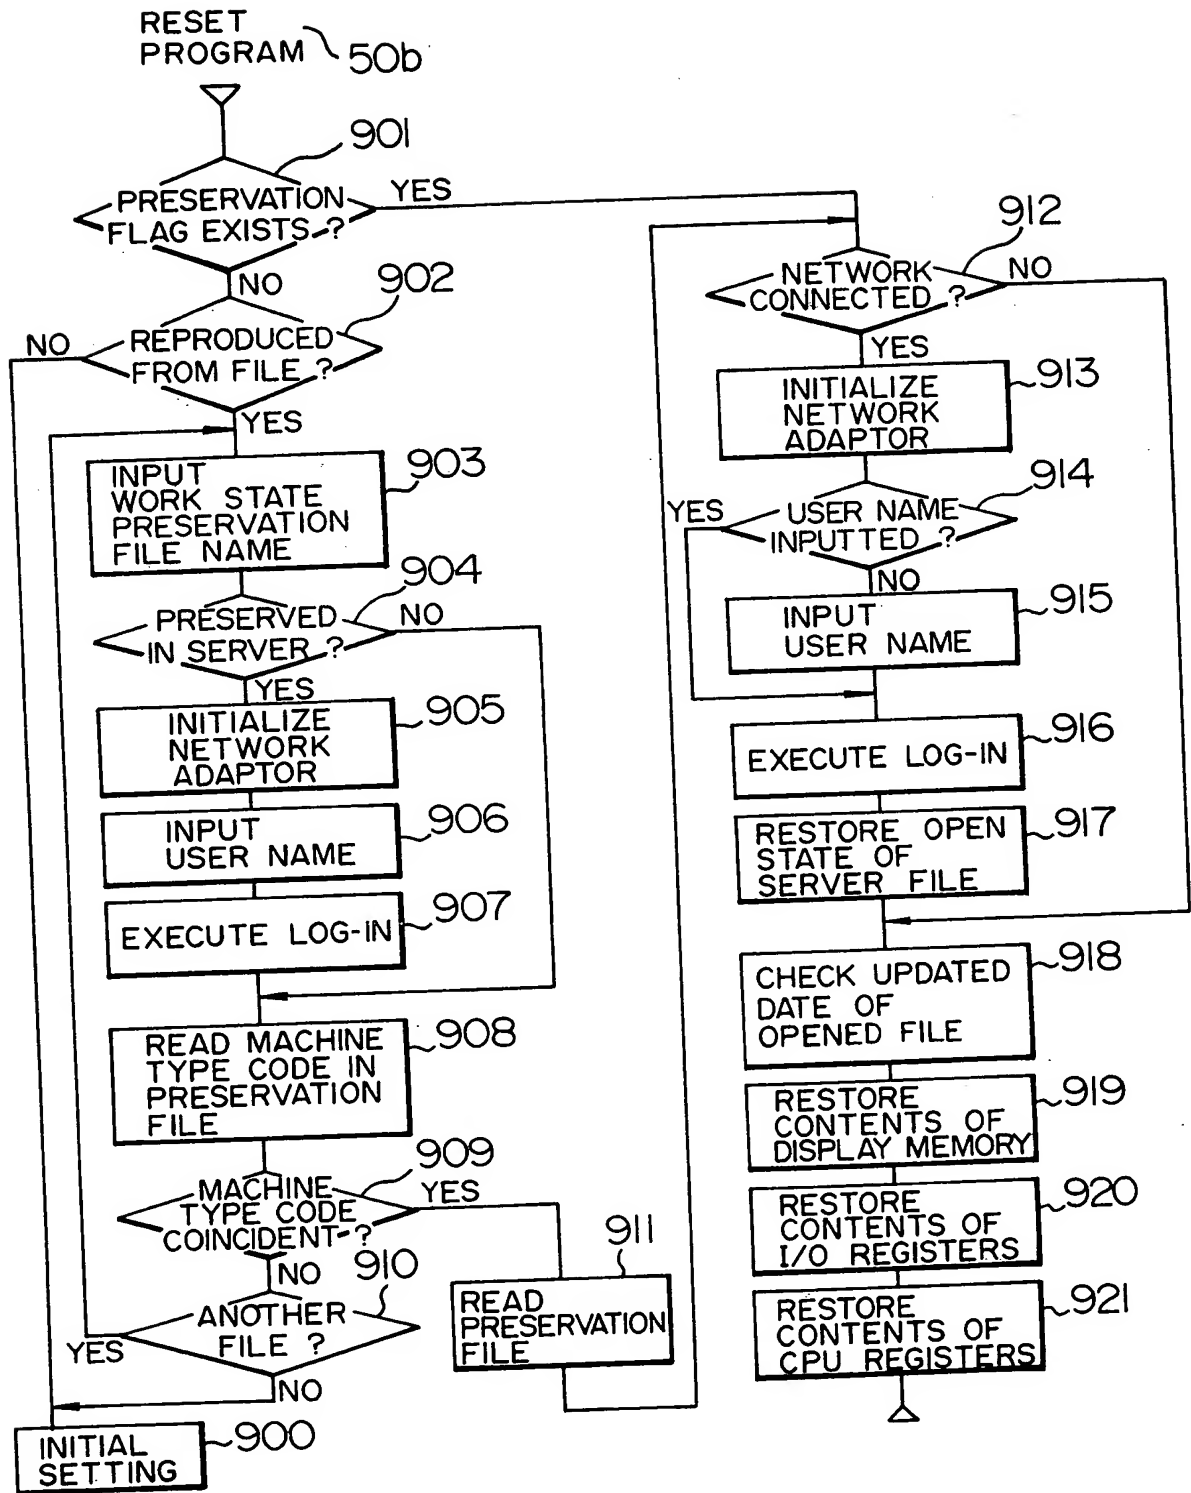 RESET
PROGRAM
50b
901
PRESERVATION
FLAG EXISTS ?
YES
NO
902
REPRODUCED
FROM FILE ?
NO
YES
903
INPUT
WORK STATE
PRESERVATION
FILE NAME
904
PRESERVED
IN SERVER ?
NO
YES
905
INITIALIZE
NETWORK
ADAPTOR
906
INPUT
USER NAME
907
EXECUTE LOG-IN
908
READ MACHINE
TYPE CODE IN
PRESERVATION
FILE
909
MACHINE
TYPE CODE
COINCIDENT ?
YES
NO
910
ANOTHER
FILE ?
YES
NO
900
INITIAL
SETTING
911
READ
PRESERVATION
FILE
912
NETWORK
CONNECTED ?
NO
YES
913
INITIALIZE
NETWORK
ADAPTOR
914
USER NAME
INPUTTED ?
YES
NO
915
INPUT
USER NAME
916
EXECUTE LOG-IN
917
RESTORE OPEN
STATE OF
SERVER FILE
918
CHECK UPDATED
DATE OF
OPENED FILE
919
RESTORE
CONTENTS OF
DISPLAY MEMORY
920
RESTORE
CONTENTS OF
I/O REGISTERS
921
RESTORE
CONTENTS OF
CPU REGISTERS